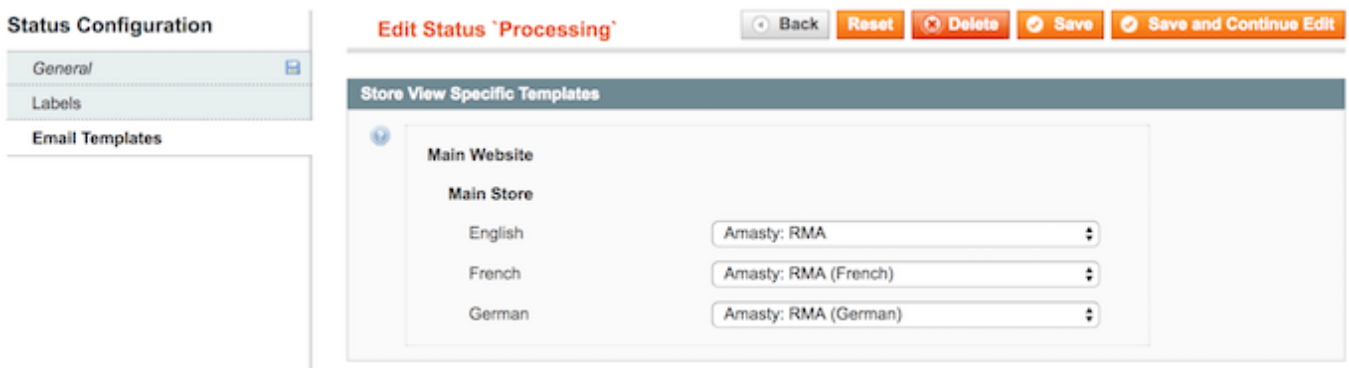 Status Configuration
General
Labels
Email Templates
Edit Status `Processing`
Back
Reset
Delete
Save
Save and Continue Edit
Store View Specific Templates
Main Website
Main Store
English Amasty: RMA
French Amasty: RMA (French)
German Amasty: RMA (German)